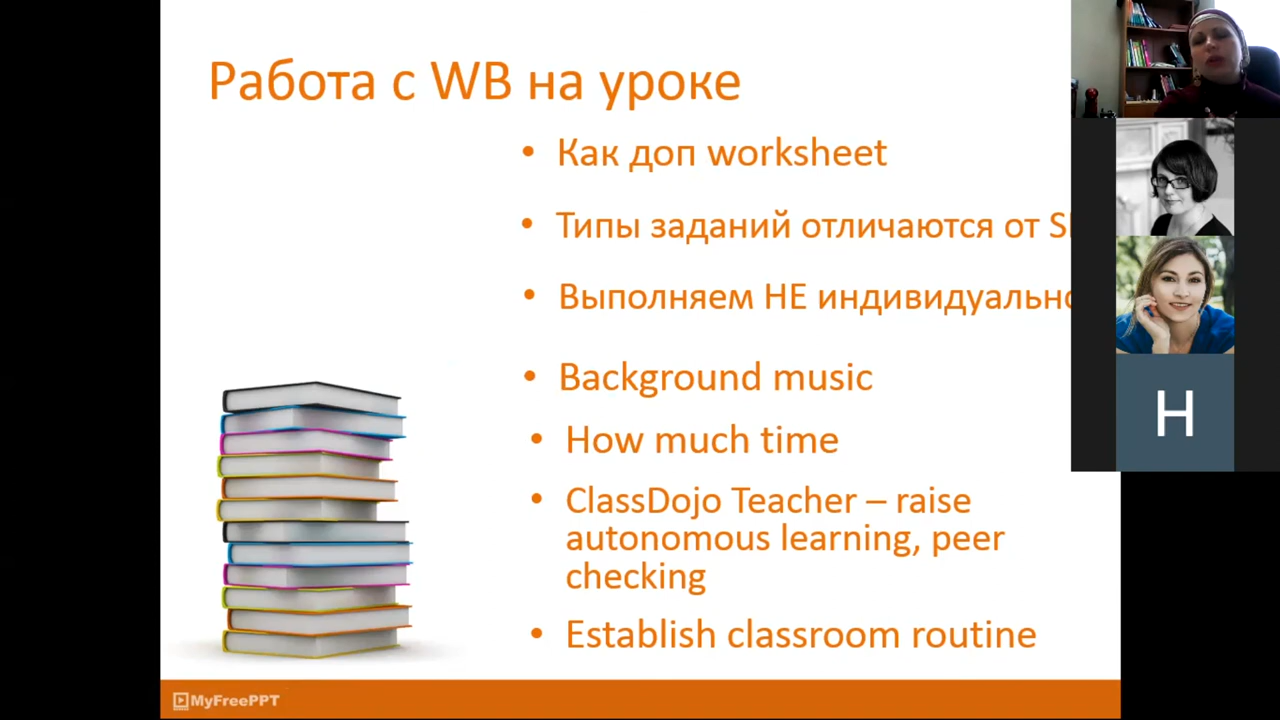 Работа с WB на уроке
• Как доп worksheet
• Типы заданий отличаются от
• Выполняем НЕ индивидуально
• Background music
• How much time
• ClassDojo Teacher – raise
autonomous learning, peer
checking
• Establish classroom routine
H
MyFreePPT